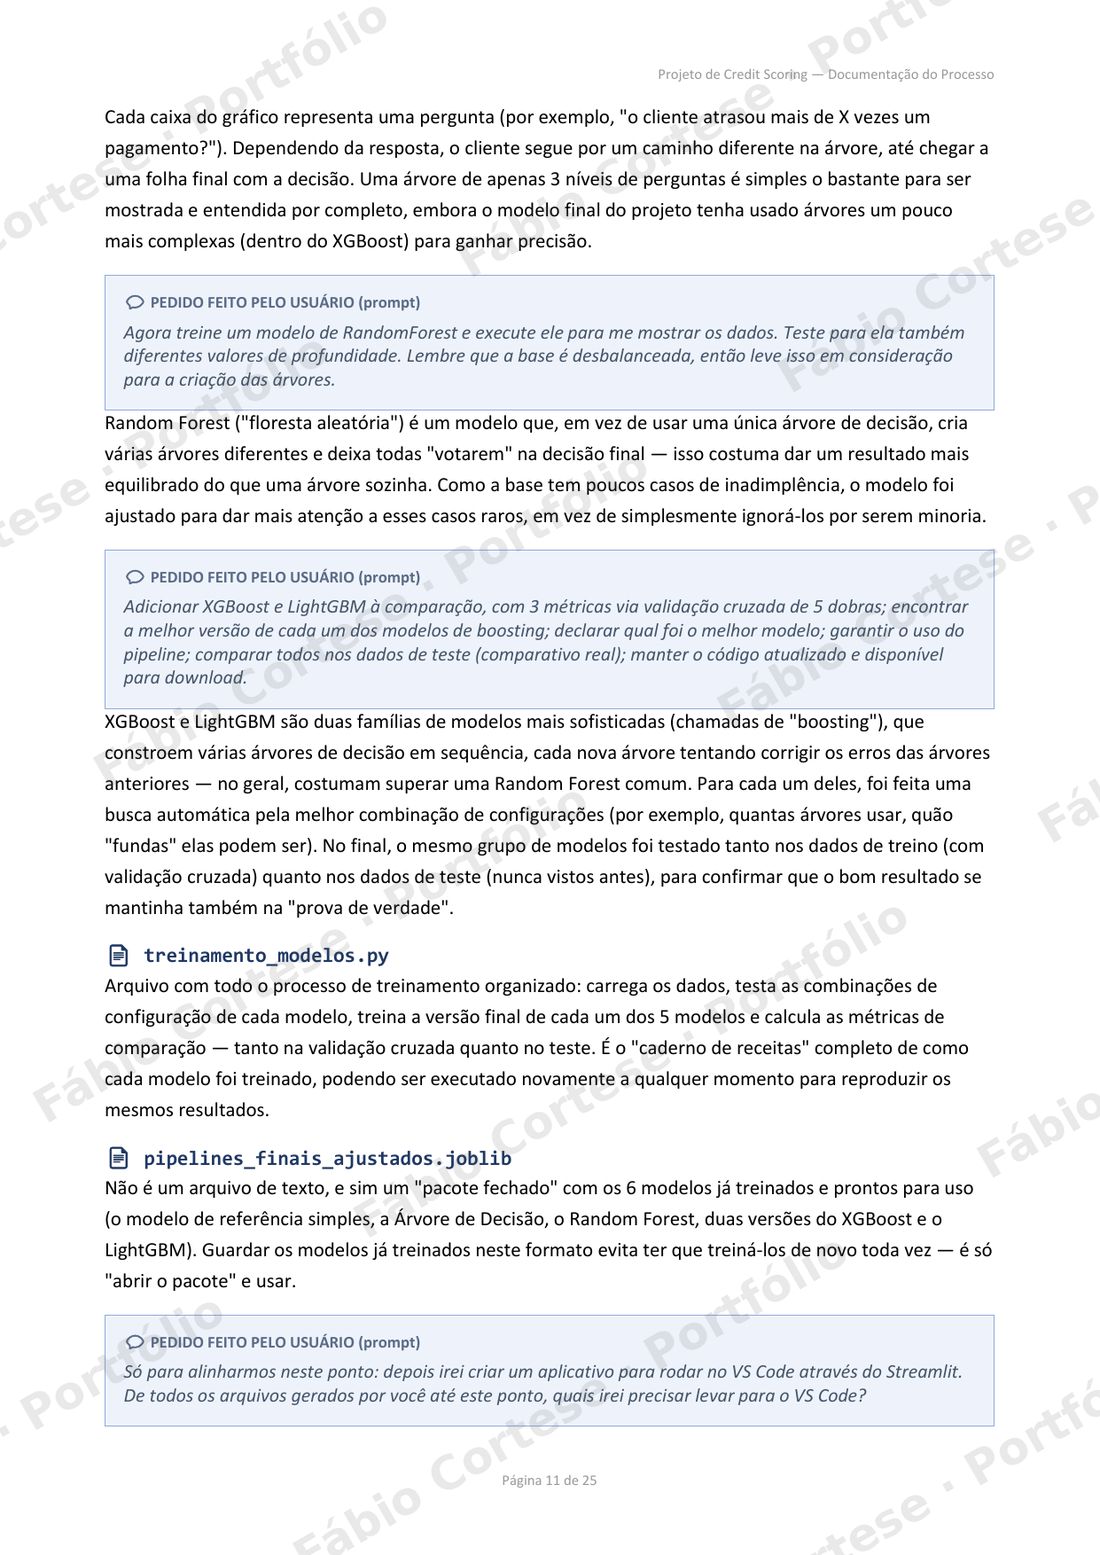 Projeto de Credit Scoring — Documentação do Processo
Cada caixa do gráfico representa uma pergunta (por exemplo, "o cliente atrasou mais de X vezes um
pagamento?"). Dependendo da resposta, o cliente segue por um caminho diferente na árvore, até chegar a
uma folha final com a decisão. Uma árvore de apenas 3 níveis de perguntas é simples o bastante para ser
mostrada e entendida por completo, embora o modelo final do projeto tenha usado árvores um pouco
mais complexas (dentro do XGBoost) para ganhar precisão.
PEDIDO FEITO PELO USUÁRIO (prompt)
Agora treine um modelo de RandomForest e execute ele para me mostrar os dados. Teste para ela também
diferentes valores de profundidade. Lembre que a base é desbalanceada, então leve isso em consideração
para a criação das árvores.
Random Forest ("floresta aleatória") é um modelo que, em vez de usar uma única árvore de decisão, cria
várias árvores diferentes e deixa todas "votarem" na decisão final — isso costuma dar um resultado mais
equilibrado do que uma árvore sozinha. Como a base tem poucos casos de inadimplência, o modelo foi
ajustado para dar mais atenção a esses casos raros, em vez de simplesmente ignorá-los por serem minoria.
PEDIDO FEITO PELO USUÁRIO (prompt)
Adicionar XGBoost e LightGBM à comparação, com 3 métricas via validação cruzada de 5 dobras; encontrar
a melhor versão de cada um dos modelos de boosting; declarar qual foi o melhor modelo; garantir o uso do
pipeline; comparar todos nos dados de teste (comparativo real); manter o código atualizado e disponível
para download.
XGBoost e LightGBM são duas famílias de modelos mais sofisticadas (chamadas de "boosting"), que
constroem várias árvores de decisão em sequência, cada nova árvore tentando corrigir os erros das árvores
anteriores — no geral, costumam superar uma Random Forest comum. Para cada um deles, foi feita uma
busca automática pela melhor combinação de configurações (por exemplo, quantas árvores usar, quão
"fundas" elas podem ser). No final, o mesmo grupo de modelos foi testado tanto nos dados de treino (com
validação cruzada) quanto nos dados de teste (nunca vistos antes), para confirmar que o bom resultado se
mantinha também na "prova de verdade".
treinamento_modelos.py
Arquivo com todo o processo de treinamento organizado: carrega os dados, testa as combinações de
configuração de cada modelo, treina a versão final de cada um dos 5 modelos e calcula as métricas de
comparação — tanto na validação cruzada quanto no teste. É o "caderno de receitas" completo de como
cada modelo foi treinado, podendo ser executado novamente a qualquer momento para reproduzir os
mesmos resultados.
pipelines_finais_ajustados.joblib
Não é um arquivo de texto, e sim um "pacote fechado" com os 6 modelos já treinados e prontos para uso
(o modelo de referência simples, a Árvore de Decisão, o Random Forest, duas versões do XGBoost e o
LightGBM). Guardar os modelos já treinados neste formato evita ter que treiná-los de novo toda vez — é só
"abrir o pacote" e usar.
PEDIDO FEITO PELO USUÁRIO (prompt)
Só para alinharmos neste ponto: depois irei criar um aplicativo para rodar no VS Code através do Streamlit.
De todos os arquivos gerados por você até este ponto, quais irei precisar levar para o VS Code?
Página 11 de 25
Fábio Cortese · Portfólio